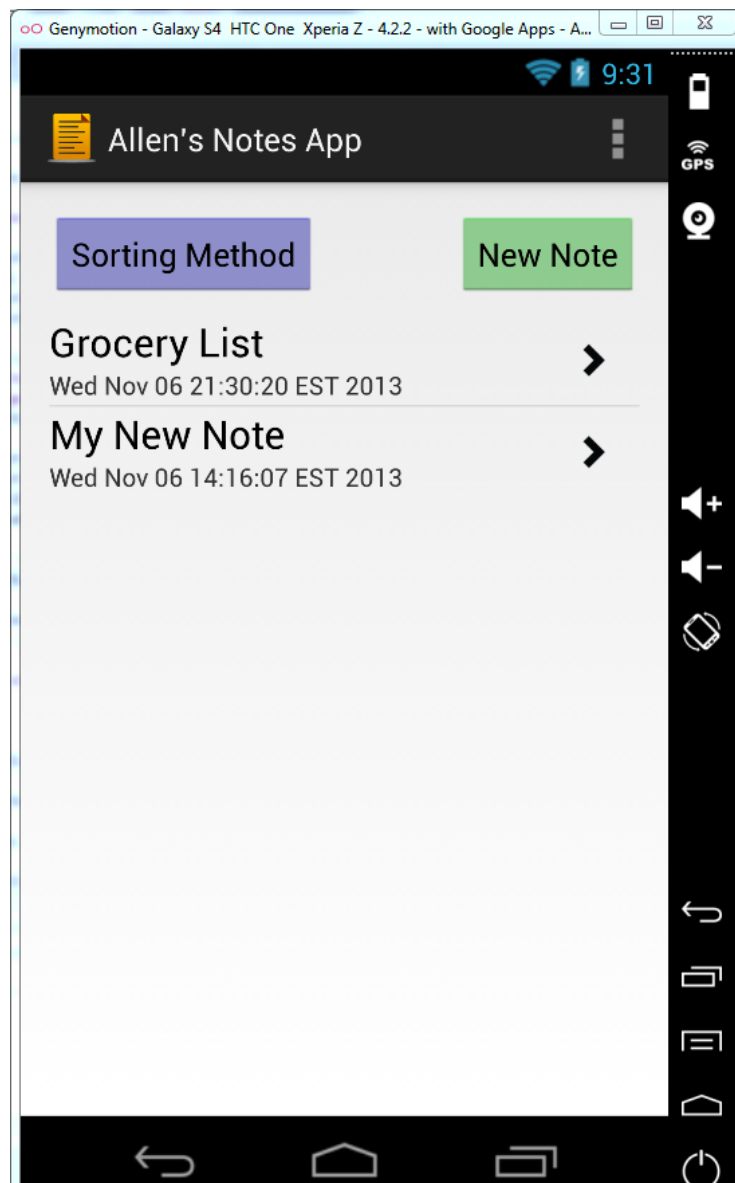 Genymotion - Galaxy S4 HTC One Xperia Z - 4.2.2 - with Google Apps - A...
9:31
Allen's Notes App
GPS
Sorting Method
New Note
Grocery List
Wed Nov 06 21:30:20 EST 2013
My New Note
Wed Nov 06 14:16:07 EST 2013